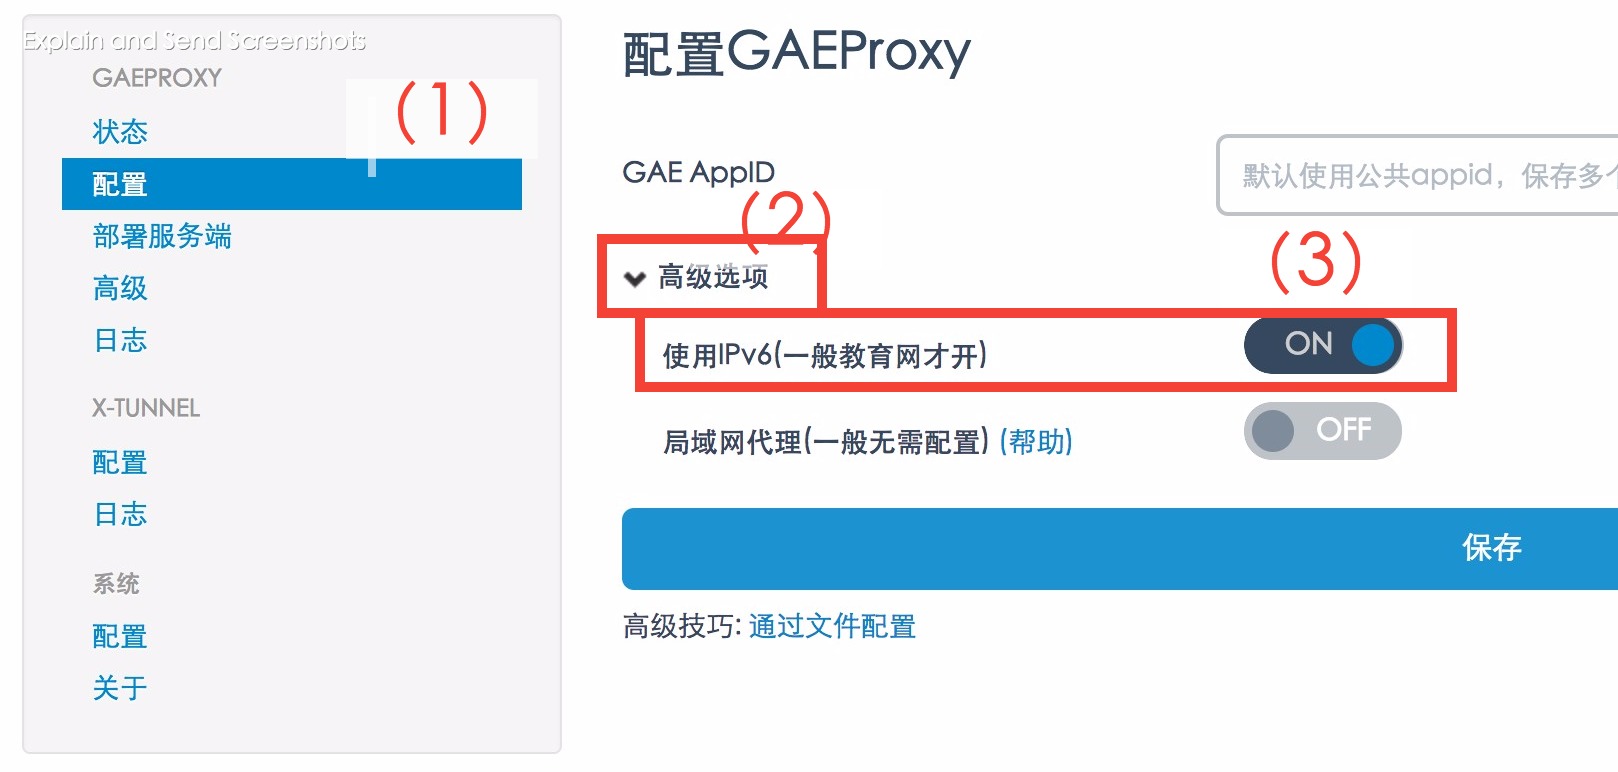 Explain and Send Screenshots
GAEPROXY
状态
配置
部署服务端
高级
日志
X-TUNNEL
配置
日志
系统
配置
关于
(1)
配置GAEProxy
GAE AppID
默认使用公共appid，保存多
(2)
高级选项
(3)
使用IPv6(一般教育网才开)
ON
局域网代理(一般无需配置) (帮助)
OFF
保存
高级技巧: 通过文件配置